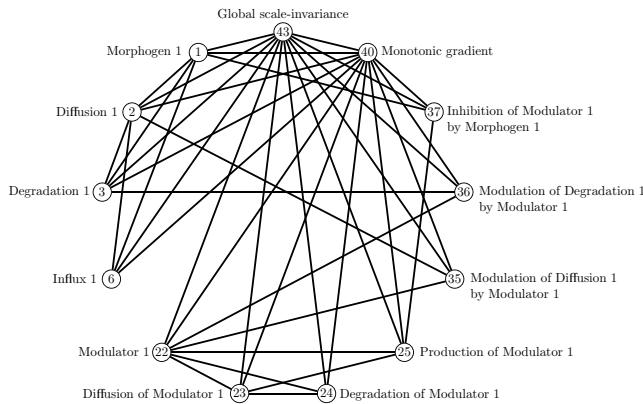 Global scale-invariance
43
Morphogen 1 1
40 Monotonic gradient
Diffusion 1 2
37 Inhibition of Modulator 1
by Morphogen 1
Degradation 1 3
36 Modulation of Degradation 1
by Modulator 1
Influx 1 6
35 Modulation of Diffusion 1
by Modulator 1
Modulator 1 22
25 Production of Modulator 1
Diffusion of Modulator 1 23
24 Degradation of Modulator 1